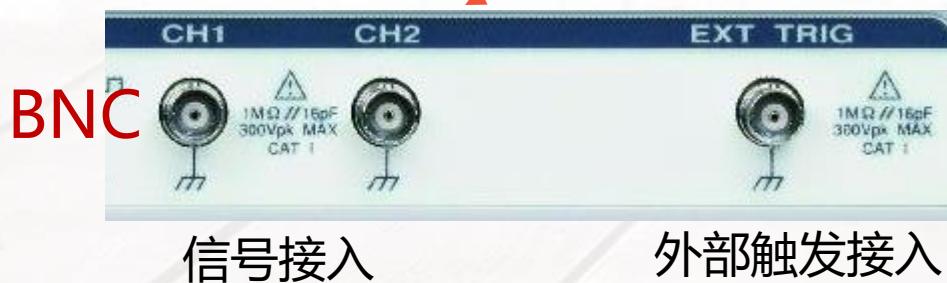 CH1 CH2 EXT TRIG
BNC
1MΩ // 16pF
300Vpk MAX
CAT I
1MΩ // 16pF
300Vpk MAX
CAT I
信号接入 外部触发接入